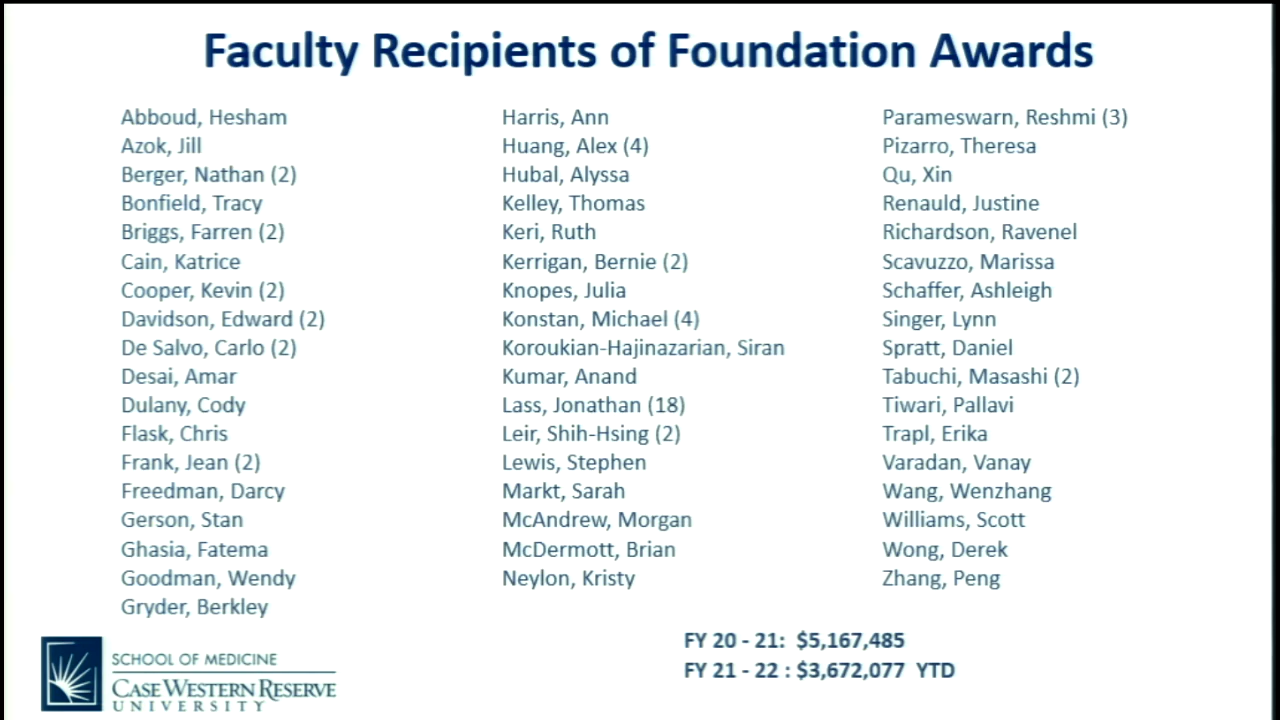 Faculty Recipients of Foundation Awards
Abboud, Hesham
Azok, Jill
Berger, Nathan (2)
Bonfield, Tracy
Briggs, Farren (2)
Cain, Katrice
Cooper, Kevin (2)
Davidson, Edward (2)
De Salvo, Carlo (2)
Desai, Amar
Dulany, Cody
Flask, Chris
Frank, Jean (2)
Freedman, Darcy
Gerson, Stan
Ghasia, Fatema
Goodman, Wendy
Gryder, Berkley
Harris, Ann
Huang, Alex (4)
Hubal, Alyssa
Kelley, Thomas
Keri, Ruth
Kerrigan, Bernie (2)
Knopes, Julia
Konstan, Michael (4)
Koroukian-Hajinazarian, Siran
Kumar, Anand
Lass, Jonathan (18)
Leir, Shih-Hsing (2)
Lewis, Stephen
Markt, Sarah
McAndrew, Morgan
McDermott, Brian
Neylon, Kristy
Parameswarn, Reshmi (3)
Pizarro, Theresa
Qu, Xin
Renauld, Justine
Richardson, Ravenel
Scavuzzo, Marissa
Schaffer, Ashleigh
Singer, Lynn
Spratt, Daniel
Tabuchi, Masashi (2)
Tiwari, Pallavi
Trapl, Erika
Varadan, Vanay
Wang, Wenzhang
Williams, Scott
Wong, Derek
Zhang, Peng
FY 20 - 21: $5,167,485
FY 21 - 22 : $3,672,077 YTD
SCHOOL OF MEDICINE
CASE WESTERN RESERVE
UNIVERSITY